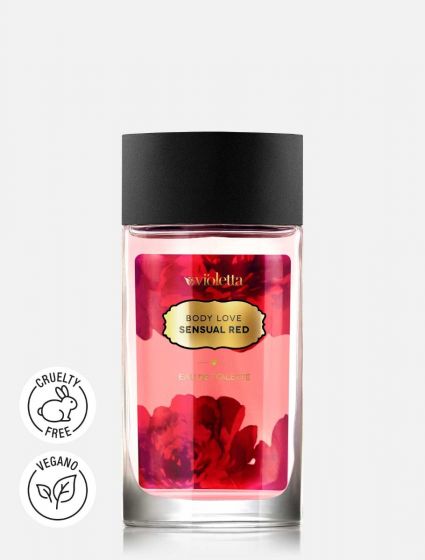 violetta
BODY LOVE
SENSUAL RED
EAU DE TOILETTE
CRUELTY
FREE
VEGANO